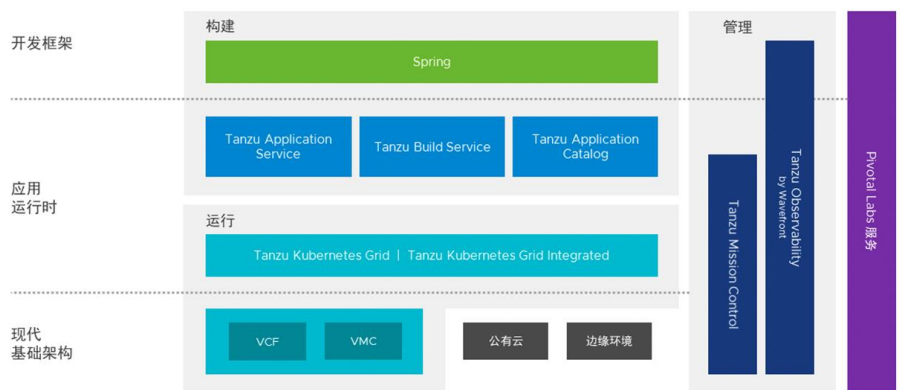 开发框架
构建
Spring
管理
应用
运行时
Tanzu Application
Service
Tanzu Build Service
Tanzu Application
Catalog
运行
Tanzu Kubernetes Grid | Tanzu Kubernetes Grid Integrated
现代
基础架构
VCF
VMC
公有云
边缘环境
Tanzu Mission Control
Tanzu Observability
by Wavefront
Pivotal Labs 服务